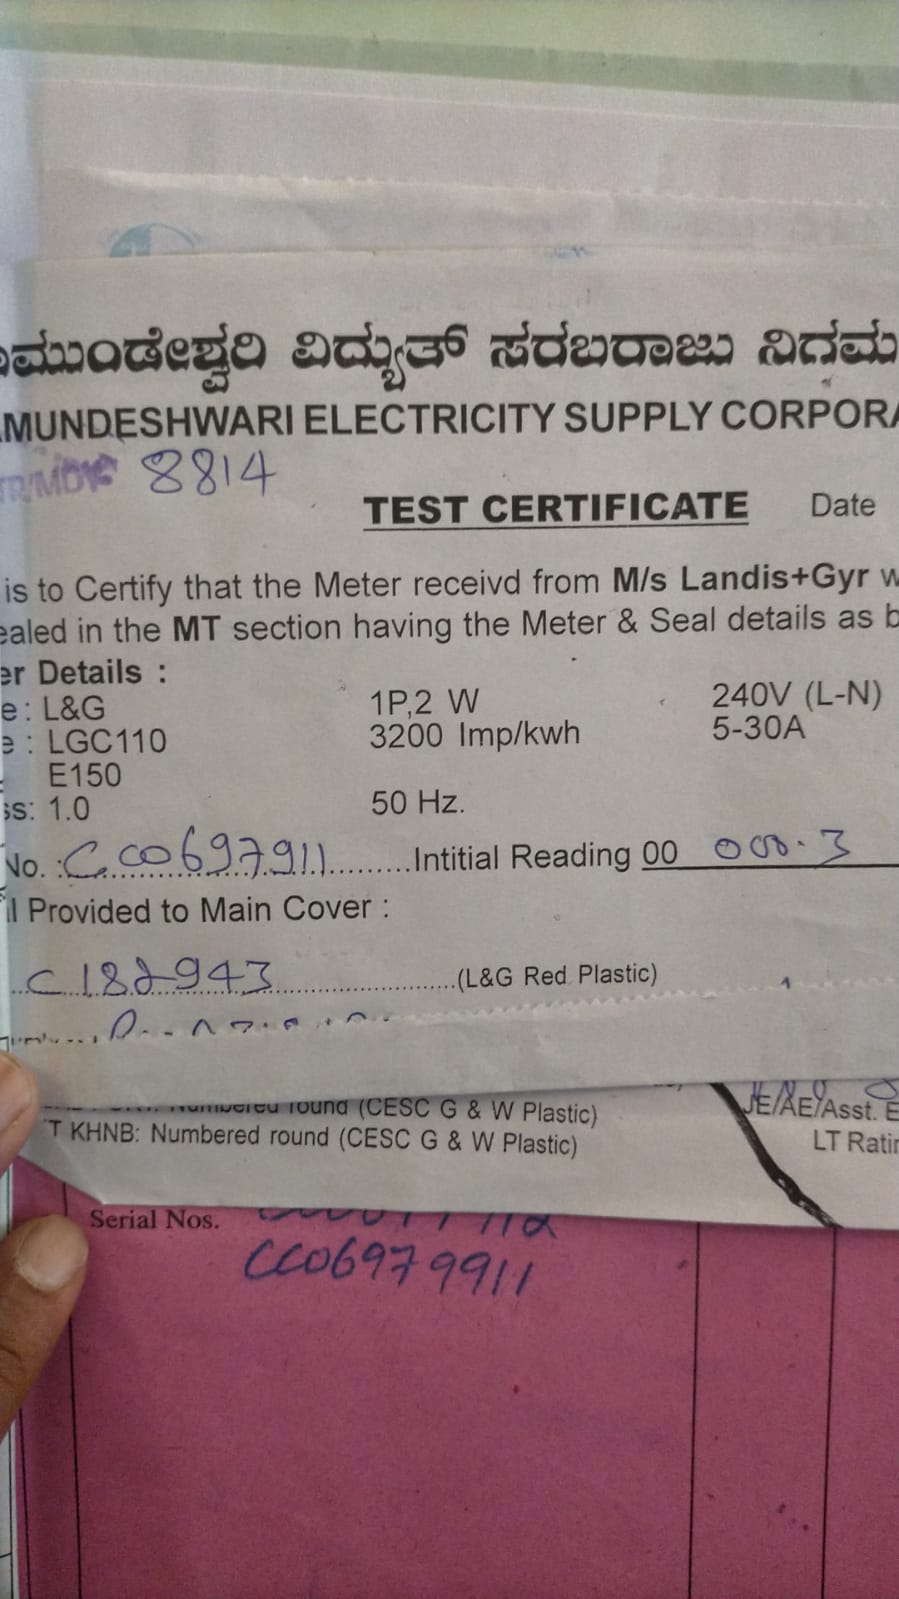 ಮುಂಡೇಶ್ವರಿ ವಿದ್ಯುತ್ ಸರಬರಾಜು ನಿಗಮ
MUNDESHWARI ELECTRICITY SUPPLY CORPORA
8814
TEST CERTIFICATE Date
is to Certify that the Meter receivd from M/s Landis+Gyr w
ealed in the MT section having the Meter & Seal details as b
er Details :
e : L&G 1P,2 W 240V (L-N)
e : LGC110 3200 Imp/kwh 5-30A
E150
ss: 1.0 50 Hz.
No. : CC0697911 Intitial Reading 00 000.3
l Provided to Main Cover :
C182943 (L&G Red Plastic)
Numbered round (CESC G & W Plastic) JE/AE/Asst. E
T KHNB: Numbered round (CESC G & W Plastic) LT Ratin
Serial Nos.
CC06979911